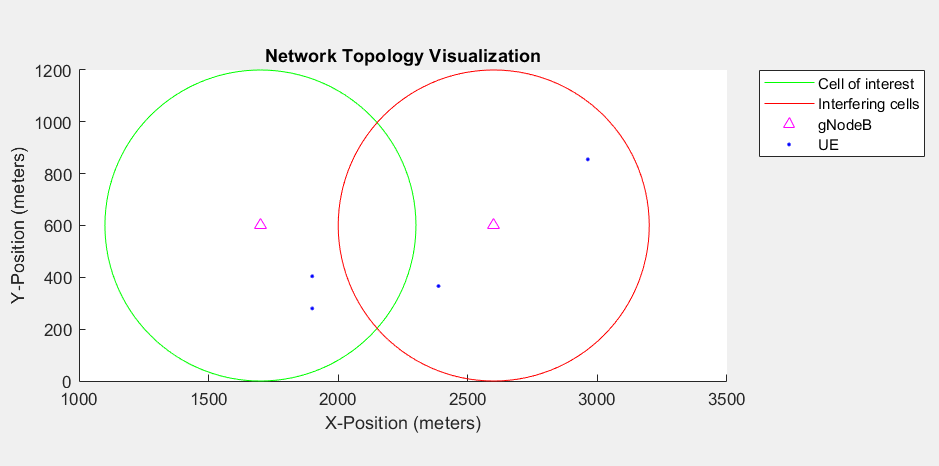 Network Topology Visualization
1200
1000
800
600
400
200
0
Y-Position (meters)
1000
1500
2000
2500
3000
3500
X-Position (meters)
Cell of interest
Interfering cells
gNodeB
UE